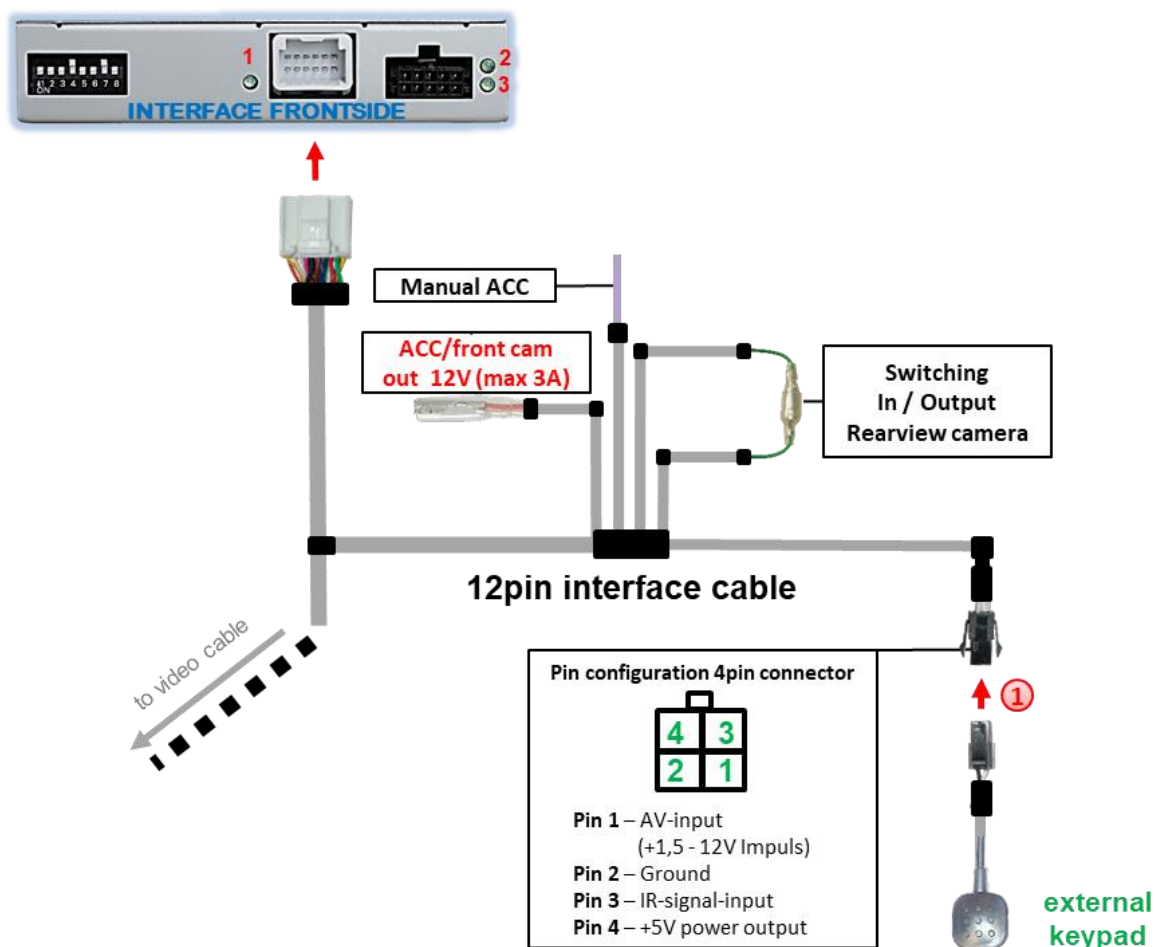 1
2
3
1 2 3 4 5 6 7 8
ON
INTERFACE FRONTSIDE
Manual ACC
ACC/front cam
out 12V (max 3A)
Switching
In / Output
Rearview camera
12pin interface cable
to video cable
Pin configuration 4pin connector
4 3
2 1
Pin 1 – AV-input
(+1,5 - 12V Impuls)
Pin 2 – Ground
Pin 3 – IR-signal-input
Pin 4 – +5V power output
1
external
keypad